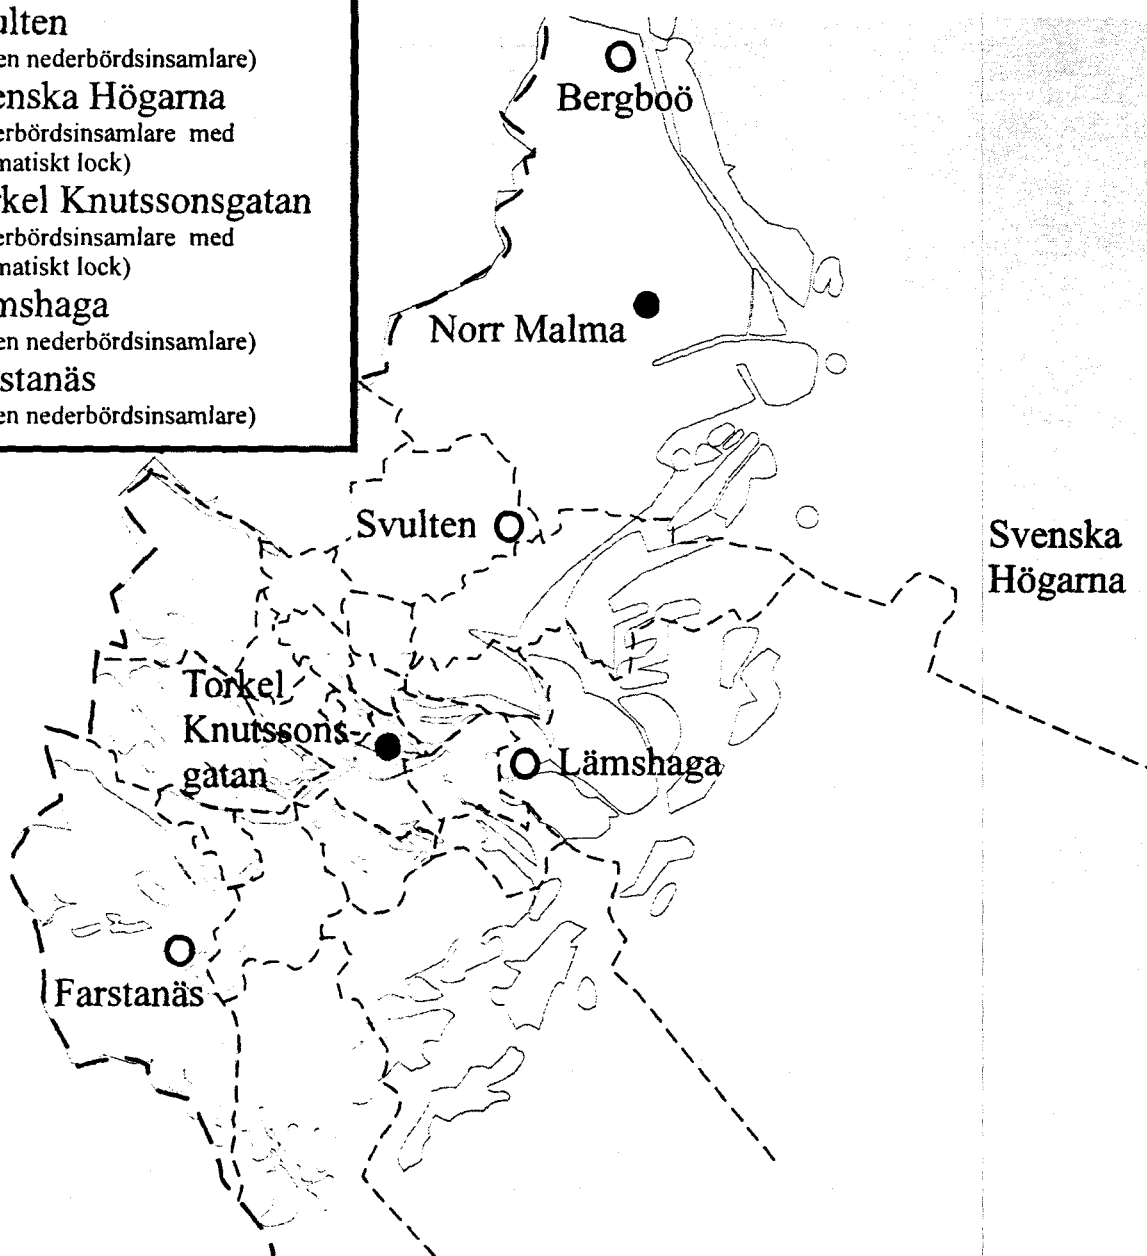 ulten
en nederbördsinsamlare)
enska Högarna
erbördsinsamlare med
matiskt lock)
kel Knutssonsgatan
erbördsinsamlare med
matiskt lock)
mshaga
en nederbördsinsamlare)
stanäs
en nederbördsinsamlare)
Bergboö
Norr Malma
Svulten
Svenska
Högarna
Torkel
Knutssons-
gatan
Lämshaga
Farstanäs